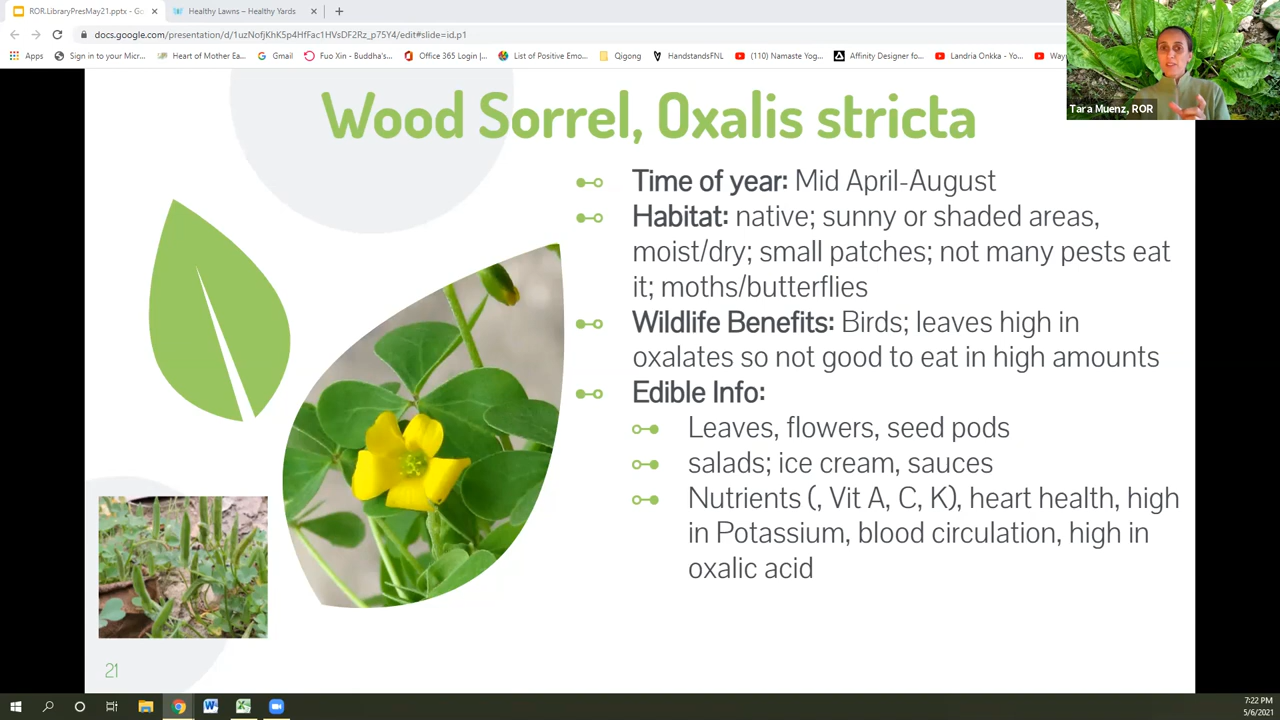 ROR.LibraryPresMay21.pptx - Go
Healthy Lawns – Healthy Yards
docs.google.com/presentation/d/1uzNofjKhK5p4HfFac1HVsDF2Rz_p75Y4/edit#slide=id.p1
Apps
Sign in to your Micr...
Heart of Mother Ea...
Gmail
Fuo Xin - Buddha's...
Office 365 Login |...
List of Positive Emo...
Qigong
HandstandsFNL
(110) Namaste Yog...
Affinity Designer fo...
Landria Onkka - Yo...
Way
Tara Muenz, ROR
Wood Sorrel, Oxalis stricta
Time of year: Mid April-August
Habitat: native; sunny or shaded areas,
moist/dry; small patches; not many pests eat
it; moths/butterflies
Wildlife Benefits: Birds; leaves high in
oxalates so not good to eat in high amounts
Edible Info:
Leaves, flowers, seed pods
salads; ice cream, sauces
Nutrients (, Vit A, C, K), heart health, high
in Potassium, blood circulation, high in
oxalic acid
21
7:22 PM
5/6/2021